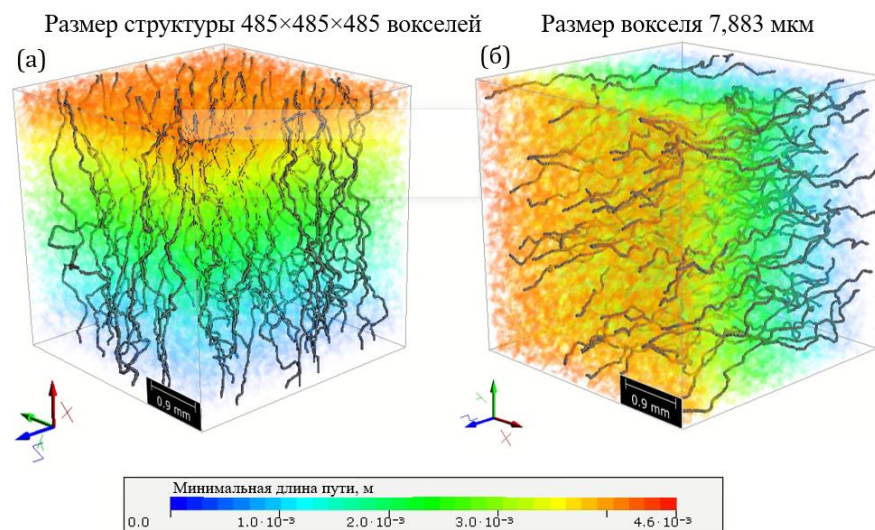 Размер структуры 485×485×485 вокселей Размер вокселя 7,883 мкм
(а) (б)
0.9 mm 0.9 mm
X Y Z Z Y X
Минимальная длина пути, м
0.0 1.0·10⁻³ 2.0·10⁻³ 3.0·10⁻³ 4.6·10⁻³